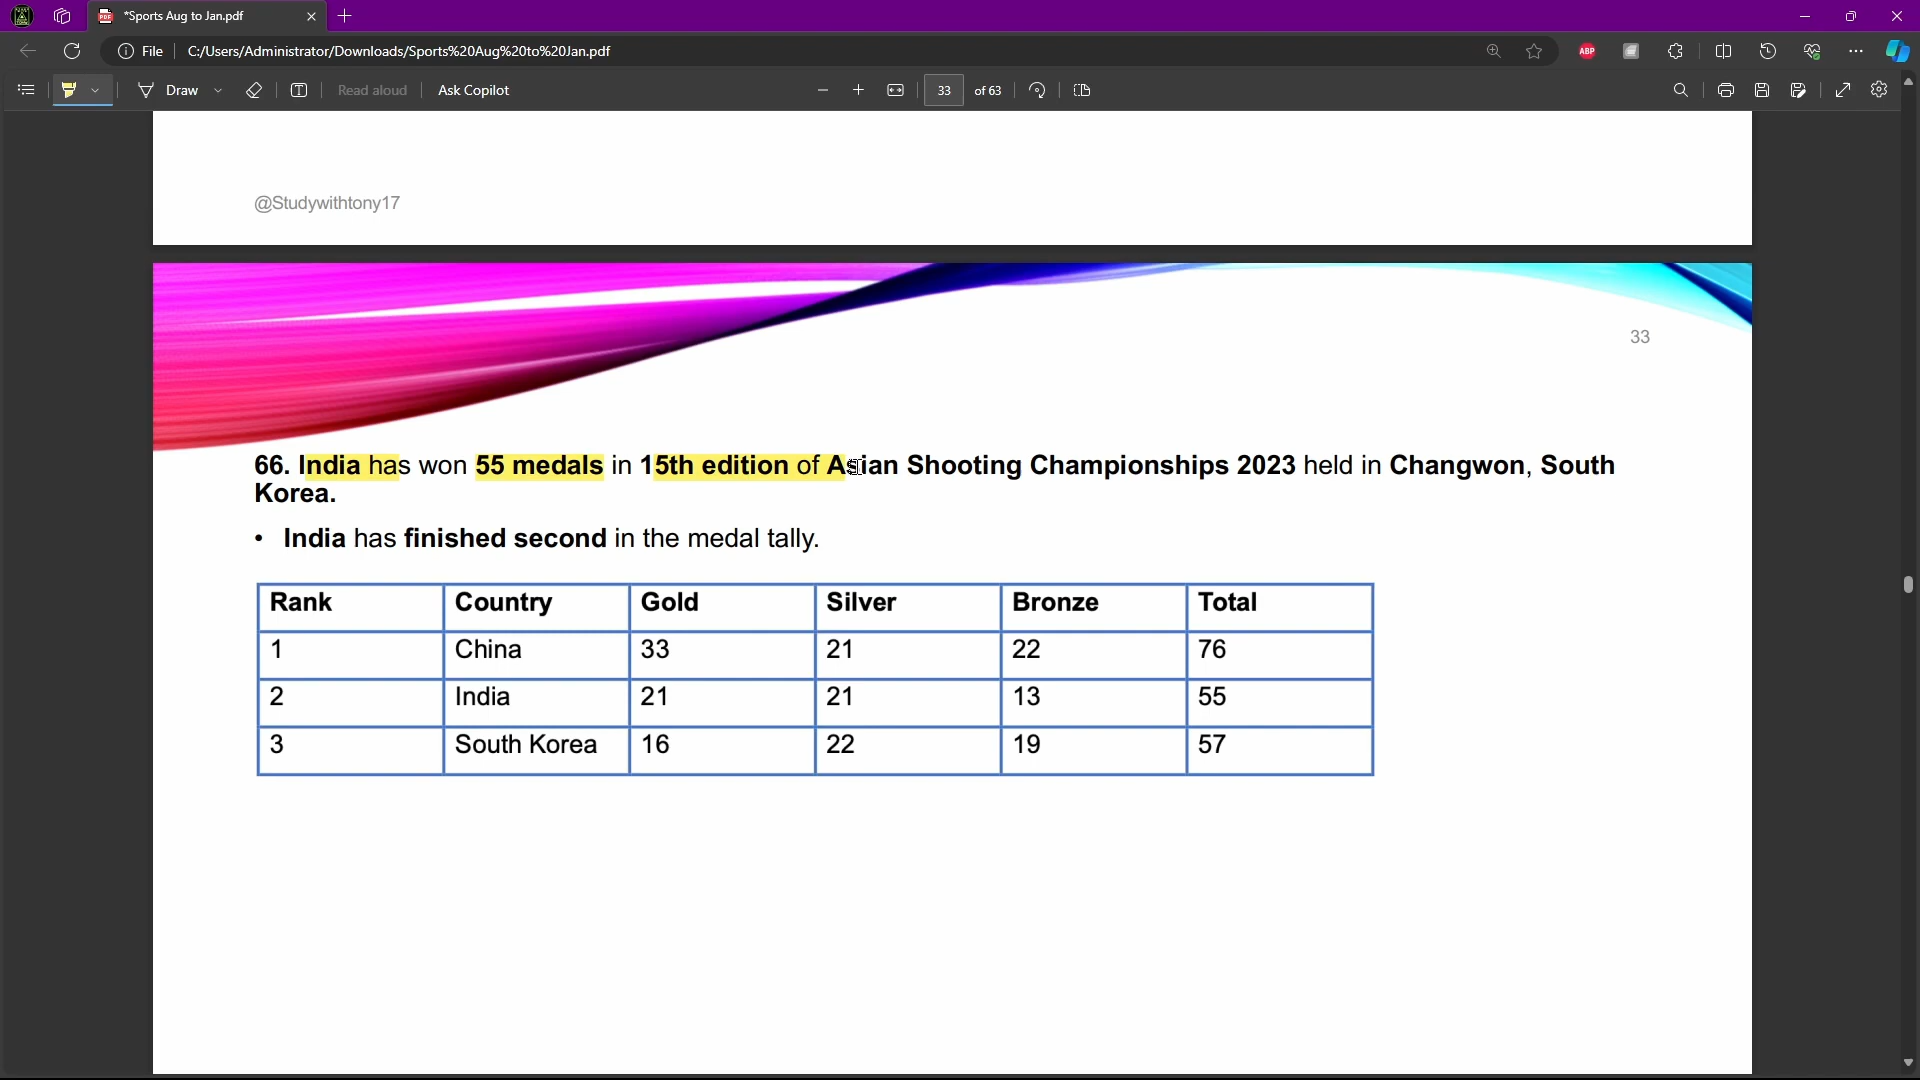 *Sports Aug to Jan.pdf
File
C:/Users/Administrator/Downloads/Sports%20Aug%20to%20Jan.pdf
ABP
Draw
Read aloud
Ask Copilot
33 of 63
@Studywithtony17
33
66. India has won 55 medals in 15th edition of Asian Shooting Championships 2023 held in Changwon, South
Korea.
• India has finished second in the medal tally.
Rank Country Gold Silver Bronze Total
1 China 33 21 22 76
2 India 21 21 13 55
3 South Korea 16 22 19 57